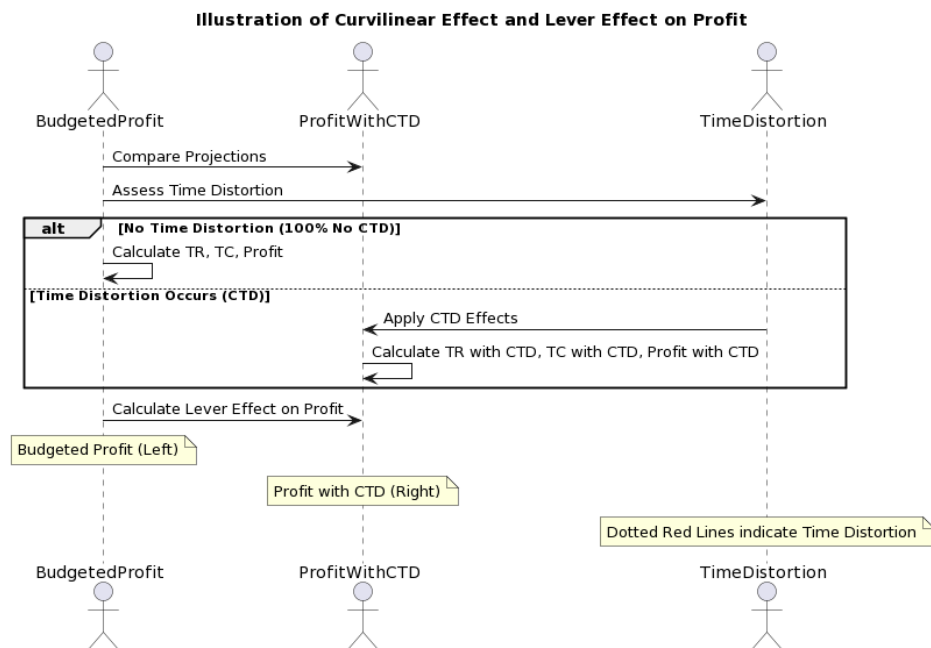 Illustration of Curvilinear Effect and Lever Effect on Profit
BudgetedProfit
ProfitWithCTD
TimeDistortion
Compare Projections
Assess Time Distortion
alt
[No Time Distortion (100% No CTD)]
Calculate TR, TC, Profit
[Time Distortion Occurs (CTD)]
Apply CTD Effects
Calculate TR with CTD, TC with CTD, Profit with CTD
Calculate Lever Effect on Profit
Budgeted Profit (Left)
Profit with CTD (Right)
Dotted Red Lines indicate Time Distortion
BudgetedProfit
ProfitWithCTD
TimeDistortion